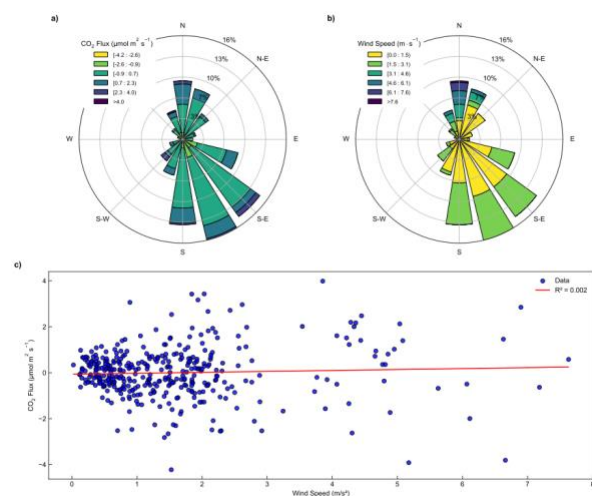 a)
b)
N
N
CO₂ Flux (μmol m⁻² s⁻¹)
[-4.2 : -2.6)
[-2.6 : -0.9)
[-0.9 : 0.7)
[0.7 : 2.3)
[2.3 : 4.0)
>4.0
16%
13%
10%
N-E
W
E
S-W
S-E
S
Wind Speed (m · s⁻¹)
[0.0 : 1.5)
[1.5 : 3.1)
[3.1 : 4.6)
[4.6 : 6.1)
[6.1 : 7.6)
>7.6
16%
13%
10%
N-E
W
E
S-W
S-E
S
c)
Data
R² = 0.002
4
2
0
−2
−4
CO₂ Flux (μmol m⁻² s⁻¹)
0
1
2
3
4
5
6
7
8